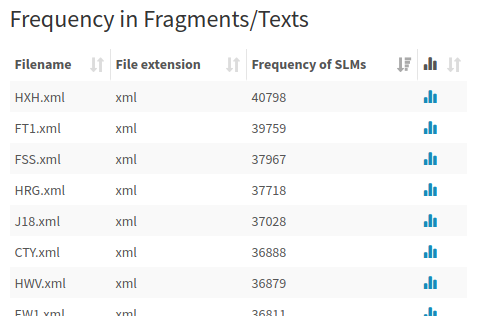 Frequency in Fragments/Texts
Filename File extension Frequency of SLMs
HXH.xml xml 40798
FT1.xml xml 39759
FSS.xml xml 37967
HRG.xml xml 37718
J18.xml xml 37028
CTY.xml xml 36888
HWV.xml xml 36879
EW1.xml xml 36811